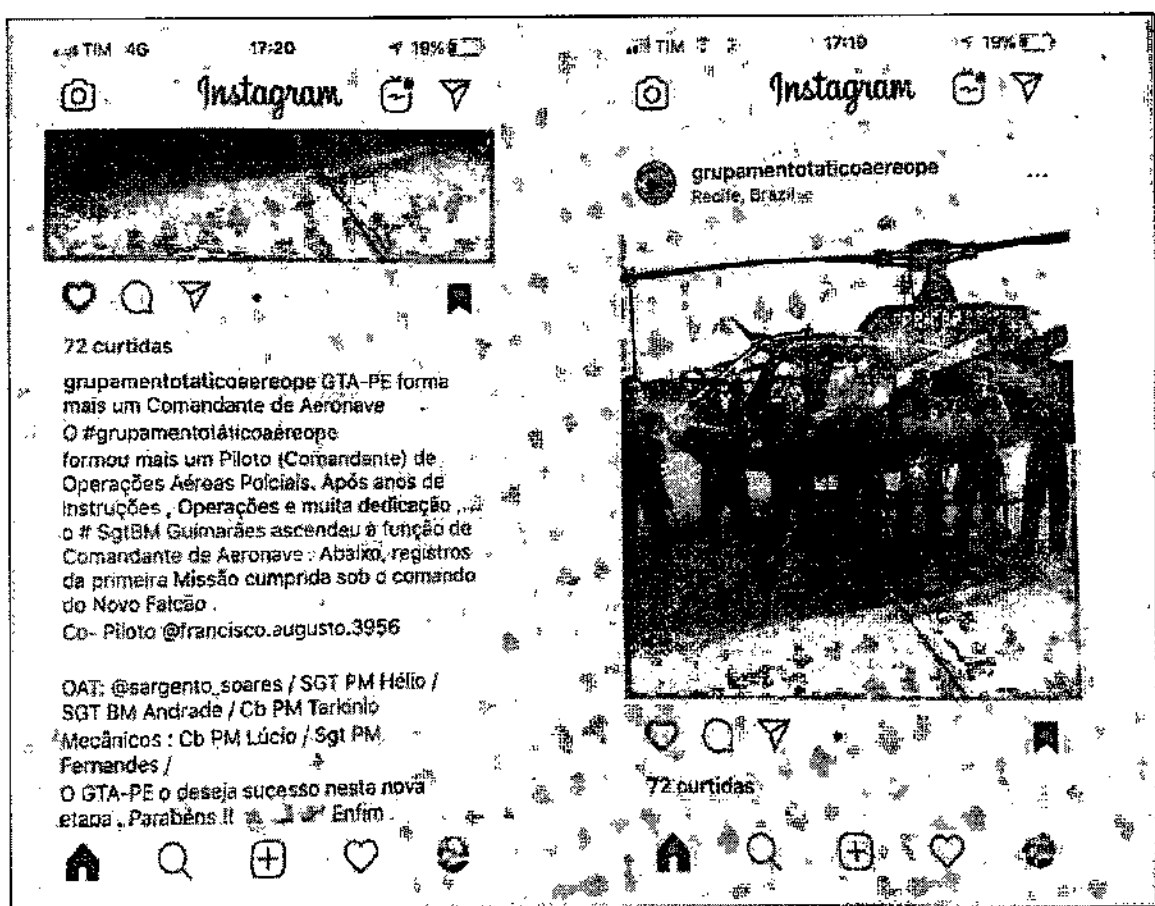 TIM 4G 17:20 19%
Instagram
72 curtidas
grupamentotaticoaereope GTA-PE forma
mais um Comandante de Aeronave
O #grupamentotáticoaéreope
formou mais um Piloto (Comandante) de
Operações Aéreas Polciais. Após anos de
Instruções , Operações e muita dedicação ,
o # SgtBM Guimarães ascendeu à função de
Comandante de Aeronave . Abaixo, registros
da primeira Missão cumprida sob o comando
do Novo Falcão .
Co- Piloto @francisco.augusto.3956
OAT: @sargento_soares / SGT PM Hélio /
SGT BM Andrade / Cb PM Tarkinio
Mecânicos : Cb PM Lúcio / Sgt PM
Fernandes /
O GTA-PE o deseja sucesso nesta nova
etapa . Parabéns !! Enfim .
TIM 17:19 19%
Instagram
grupamentotaticoaereope
Recife, Brazil
72 curtidas